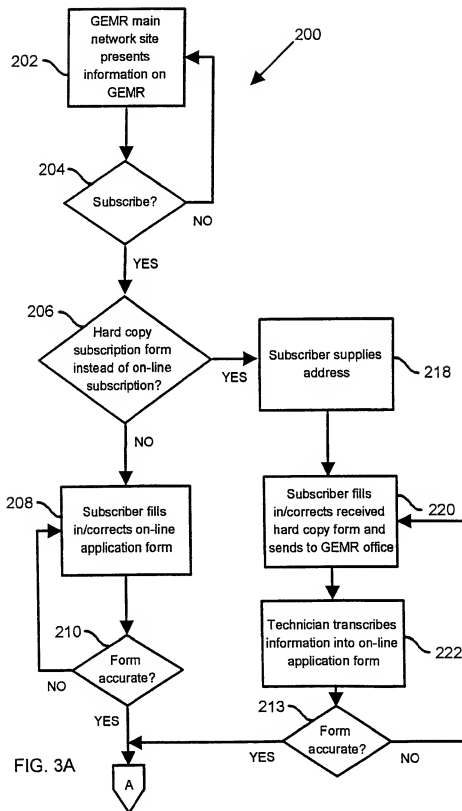 GEMR main
network site
presents
information on
GEMR
202
200
204
Subscribe?
NO
YES
206
Hard copy
subscription form
instead of on-line
subscription?
YES
NO
Subscriber supplies
address
218
208
Subscriber fills
in/corrects on-line
application form
Subscriber fills
in/corrects received
hard copy form and
sends to GEMR office
220
210
Form
accurate?
NO
YES
Technician transcribes
information into on-line
application form
222
213
Form
accurate?
YES
NO
FIG. 3A
A